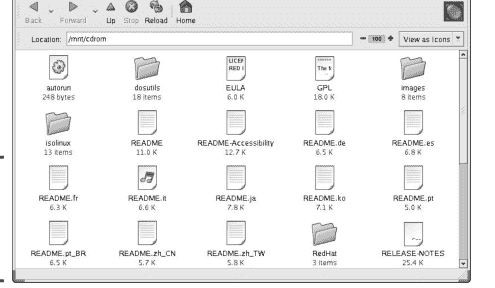 Back Forward Up Stop Reload Home
Location: /mnt/cdrom 100 View as Icons
LICEN
RED I
The N
autorun dosutils EULA GPL images
248 bytes 18 items 6.0 K 18.0 K 8 items
isolinux README README-Accessibility README.de README.es
13 items 11.0 K 12.7 K 6.5 K 6.8 K
README.fr README.it README.ja README.ko README.pt
6.3 K 6.6 K 7.8 K 7.1 K 5.0 K
README.pt_BR README.zh_CN README.zh_TW RedHat RELEASE-NOTES
6.5 K 5.7 K 5.8 K 3 items 25.4 K